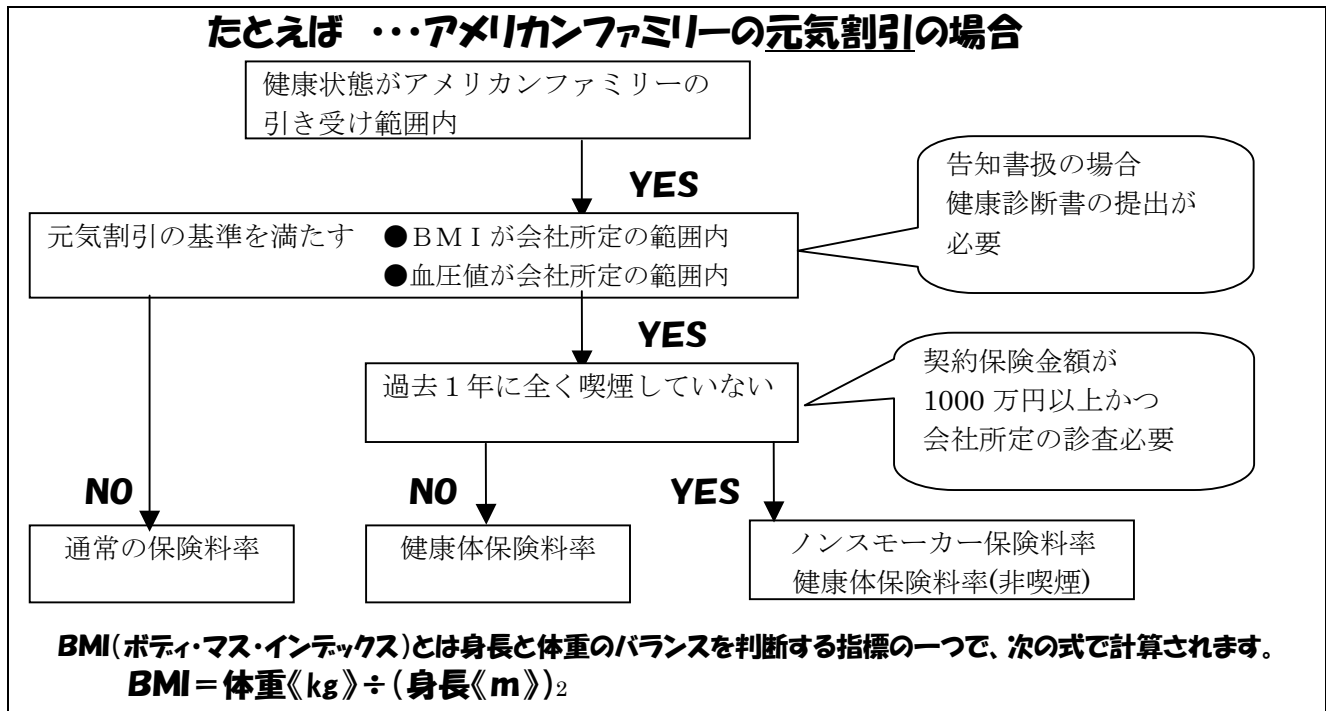 たとえば ・・・アメリカンファミリーの元気割引の場合
健康状態がアメリカンファミリーの
引き受け範囲内
YES
告知書扱の場合
健康診断書の提出が
必要
元気割引の基準を満たす ●ＢＭＩが会社所定の範囲内
●血圧値が会社所定の範囲内
YES
過去１年に全く喫煙していない
契約保険金額が
1000 万円以上かつ
会社所定の診査必要
NO
NO
YES
通常の保険料率
健康体保険料率
ノンスモーカー保険料率
健康体保険料率(非喫煙)
BMI(ボディ・マス・インデックス)とは身長と体重のバランスを判断する指標の一つで、次の式で計算されます。
BMI＝体重《kg》÷(身長《m》)2